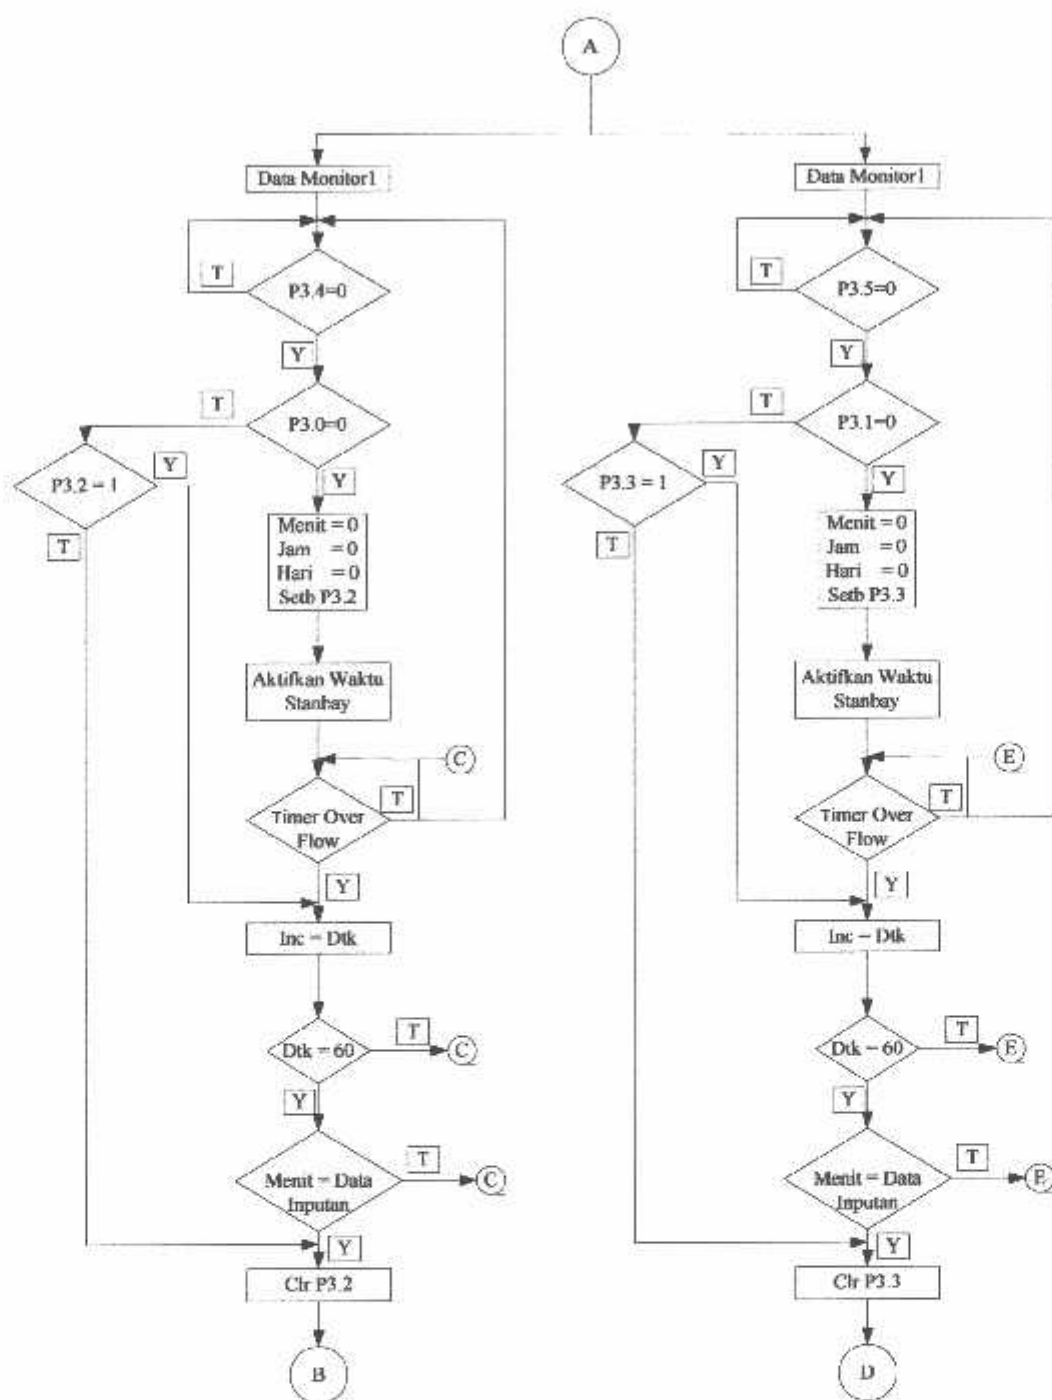 A
Data Monitor1
T
P3.4=0
Y
T
P3.0=0
P3.2 = 1
Y
Y
T
Menit = 0
Jam = 0
Hari = 0
Setb P3.2
Aktifkan Waktu
Stanbay
C
T
Timer Over
Flow
Y
Inc = Dtk
Dtk = 60
T
C
Y
Menit = Data
Inputan
T
C
Y
Clr P3.2
B
Data Monitor1
T
P3.5=0
Y
T
P3.1=0
P3.3 = 1
Y
Y
T
Menit = 0
Jam = 0
Hari = 0
Setb P3.3
Aktifkan Waktu
Stanbay
E
T
Timer Over
Flow
Y
Inc = Dtk
Dtk = 60
T
E
Y
Menit = Data
Inputan
T
E
Y
Clr P3.3
D